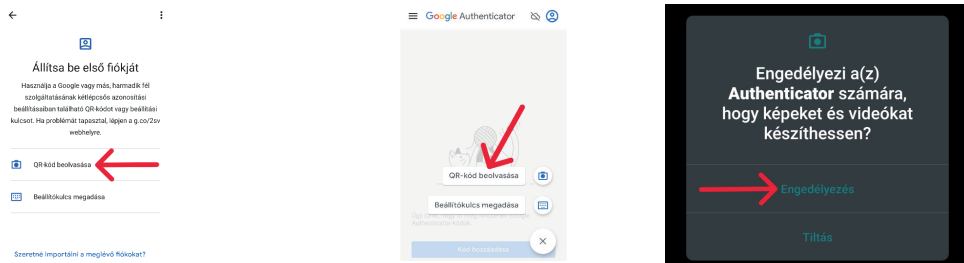 Állítsa be első fiókját
Használja a Google vagy más, harmadik fél
szolgáltatásának kétlépcsős azonosítási
beállításaiban található QR-kódot vagy beállítási
kulcsot. Ha problémát tapasztal, lépjen a g.co/2sv
webhelyre.
QR-kód beolvasása
Beállítókulcs megadása
Szeretné importálni a meglévő fiókokat?
Google Authenticator
QR-kód beolvasása
Beállítókulcs megadása
Authenticator-kódok.
Kód hozzáadása
Engedélyezi a(z)
Authenticator számára,
hogy képeket és videókat
készíthessen?
Engedélyezés
Tiltás